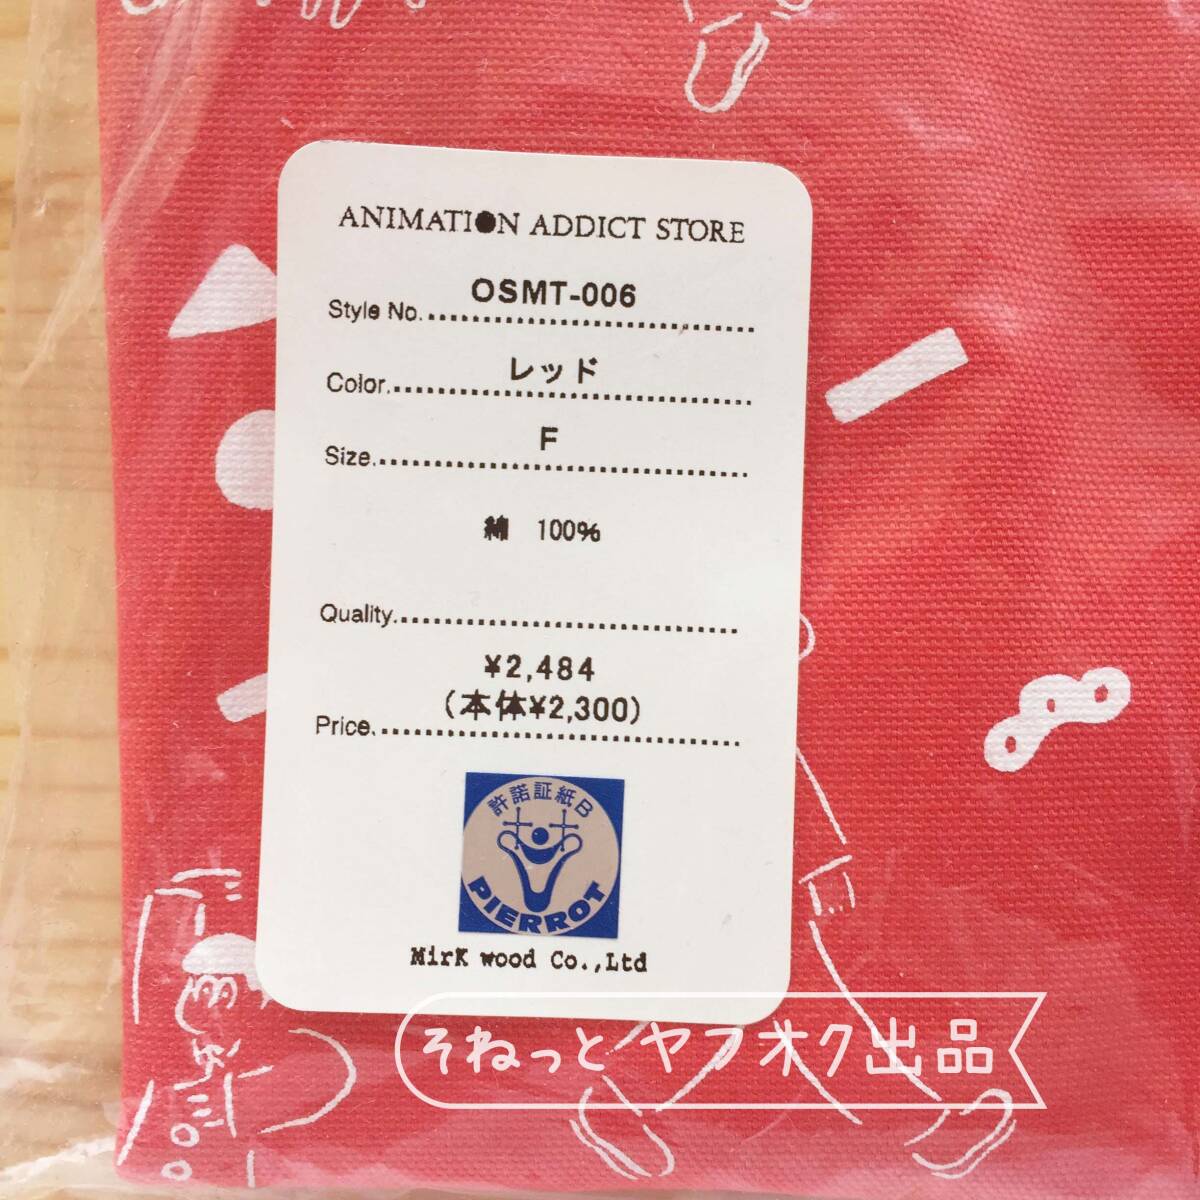 ANIMATION ADDICT STORE
OSMT-006
Style No.
レッド
Color.
F
Size.
綿 100%
Quality.
¥2,484
(本体¥2,300)
Price.
許諾証紙B
PIERROT
MirK wood Co.,Ltd
そねっと ヤフオク出品